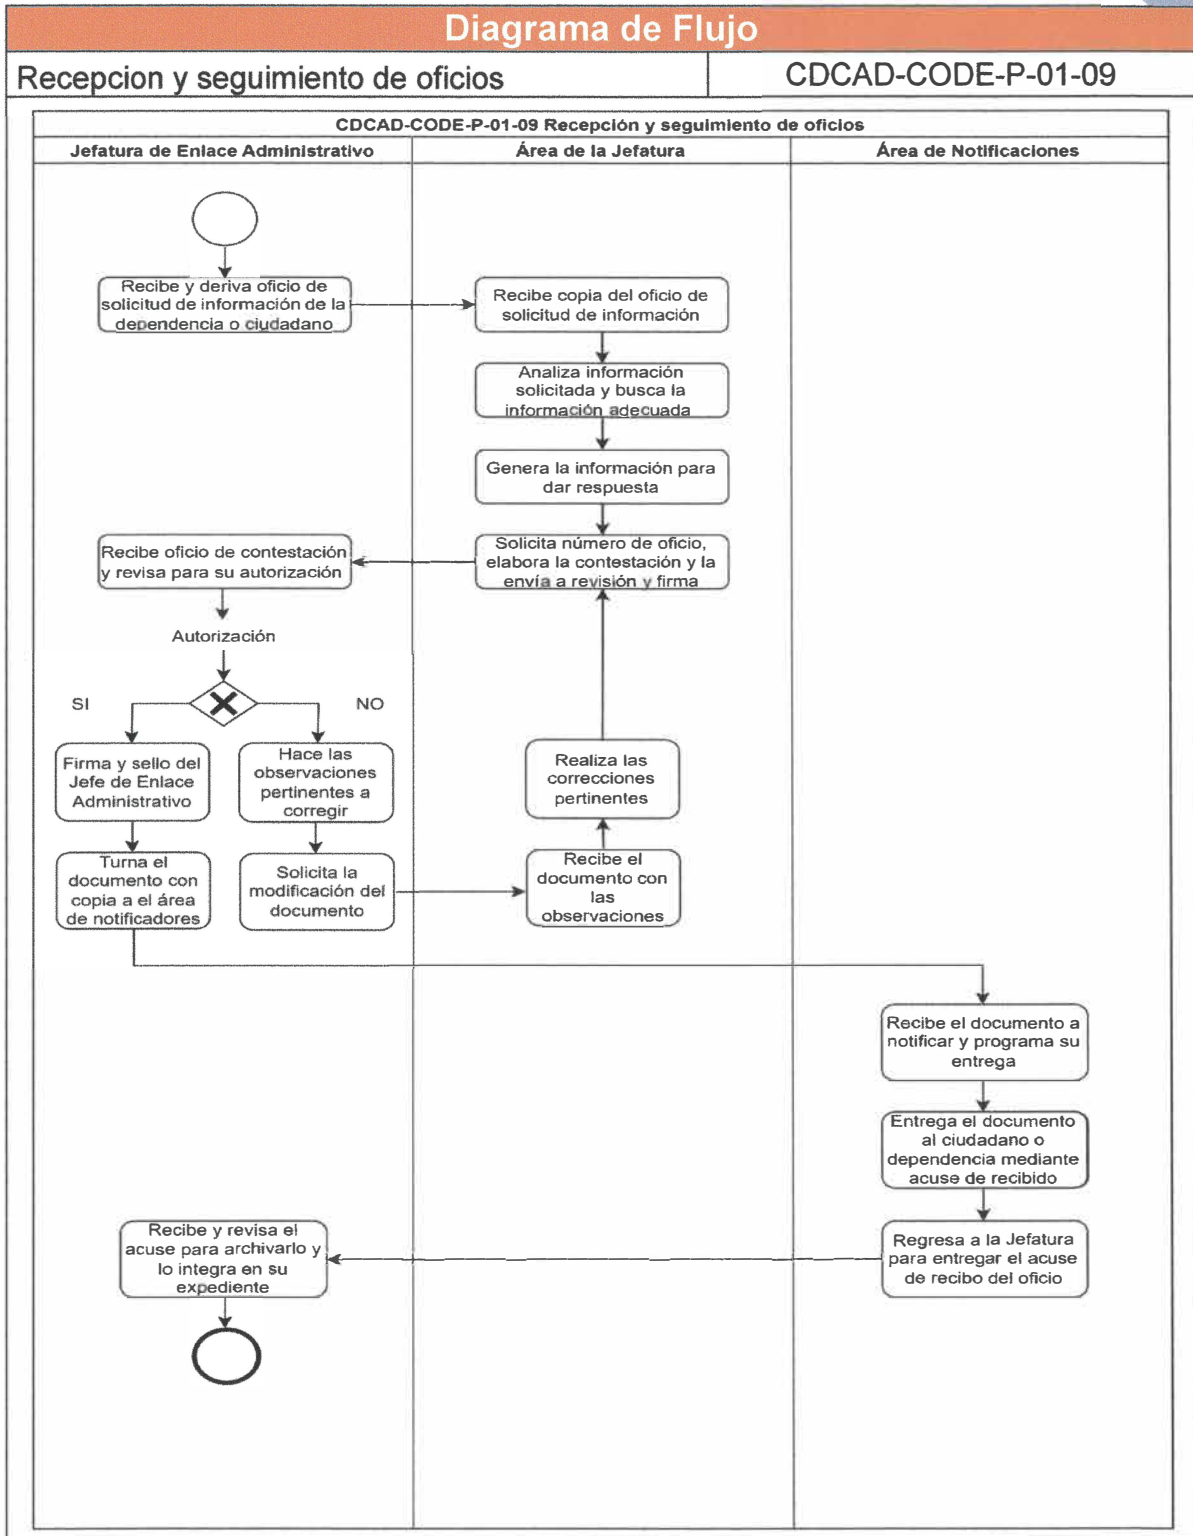 Diagrama de Flujo
Recepcion y seguimiento de oficios
CDCAD-CODE-P-01-09
CDCAD-CODE-P-01-09 Recepción y seguimiento de oficios
Jefatura de Enlace Administrativo
Área de la Jefatura
Área de Notificaciones
Recibe y deriva oficio de
solicitud de información de la
dependencia o ciudadano
Recibe copia del oficio de
solicitud de información
Analiza información
solicitada y busca la
información adecuada
Genera la información para
dar respuesta
Solicita número de oficio,
elabora la contestación y la
envía a revisión y firma
Recibe oficio de contestación
y revisa para su autorización
Autorización
SI
NO
Firma y sello del
Jefe de Enlace
Administrativo
Hace las
observaciones
pertinentes a
corregir
Realiza las
correcciones
pertinentes
Turna el
documento con
copia a el área
de notificadores
Solicita la
modificación del
documento
Recibe el
documento con
las
observaciones
Recibe el documento a
notificar y programa su
entrega
Entrega el documento
al ciudadano o
dependencia mediante
acuse de recibido
Regresa a la Jefatura
para entregar el acuse
de recibo del oficio
Recibe y revisa el
acuse para archivarlo y
lo integra en su
expediente